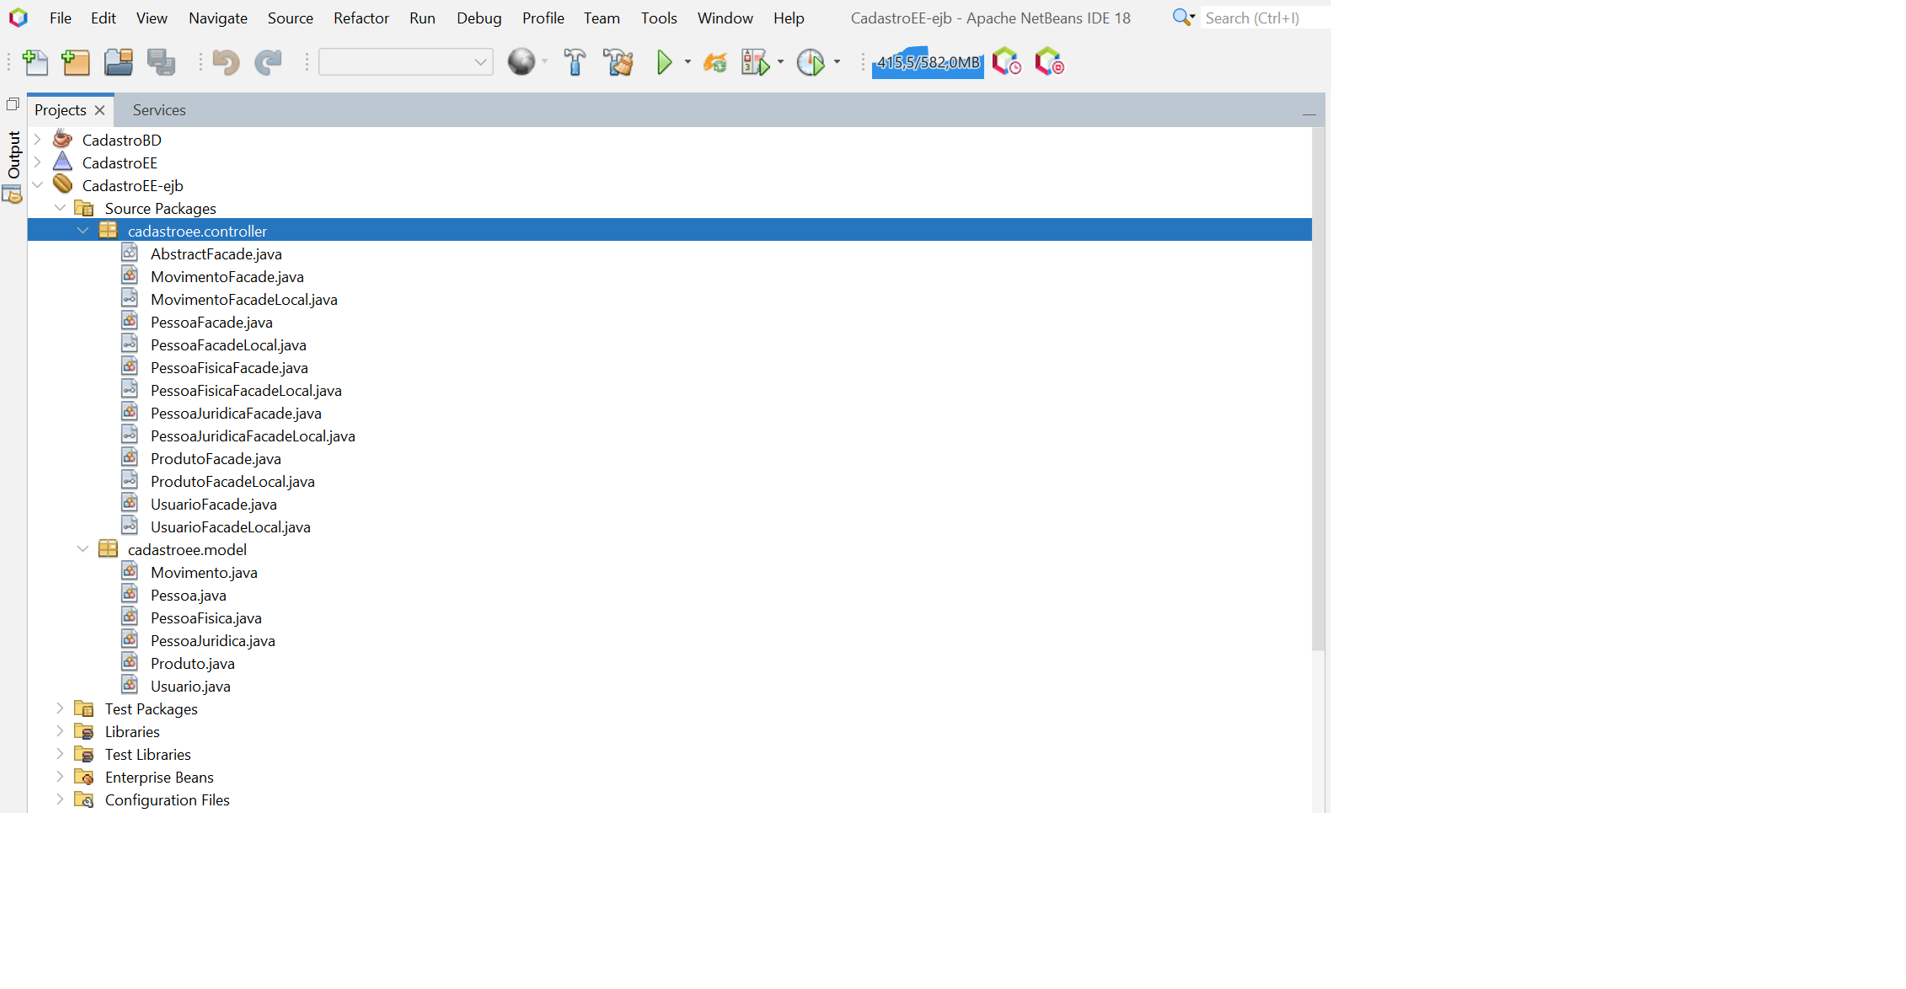 File Edit View Navigate Source Refactor Run Debug Profile Team Tools Window Help CadastroEE-ejb - Apache NetBeans IDE 18 Search (Ctrl+I)
415,5/582,0MB
Projects Services
Output
CadastroBD
CadastroEE
CadastroEE-ejb
Source Packages
cadastroee.controller
AbstractFacade.java
MovimentoFacade.java
MovimentoFacadeLocal.java
PessoaFacade.java
PessoaFacadeLocal.java
PessoaFisicaFacade.java
PessoaFisicaFacadeLocal.java
PessoaJuridicaFacade.java
PessoaJuridicaFacadeLocal.java
ProdutoFacade.java
ProdutoFacadeLocal.java
UsuarioFacade.java
UsuarioFacadeLocal.java
cadastroee.model
Movimento.java
Pessoa.java
PessoaFisica.java
PessoaJuridica.java
Produto.java
Usuario.java
Test Packages
Libraries
Test Libraries
Enterprise Beans
Configuration Files